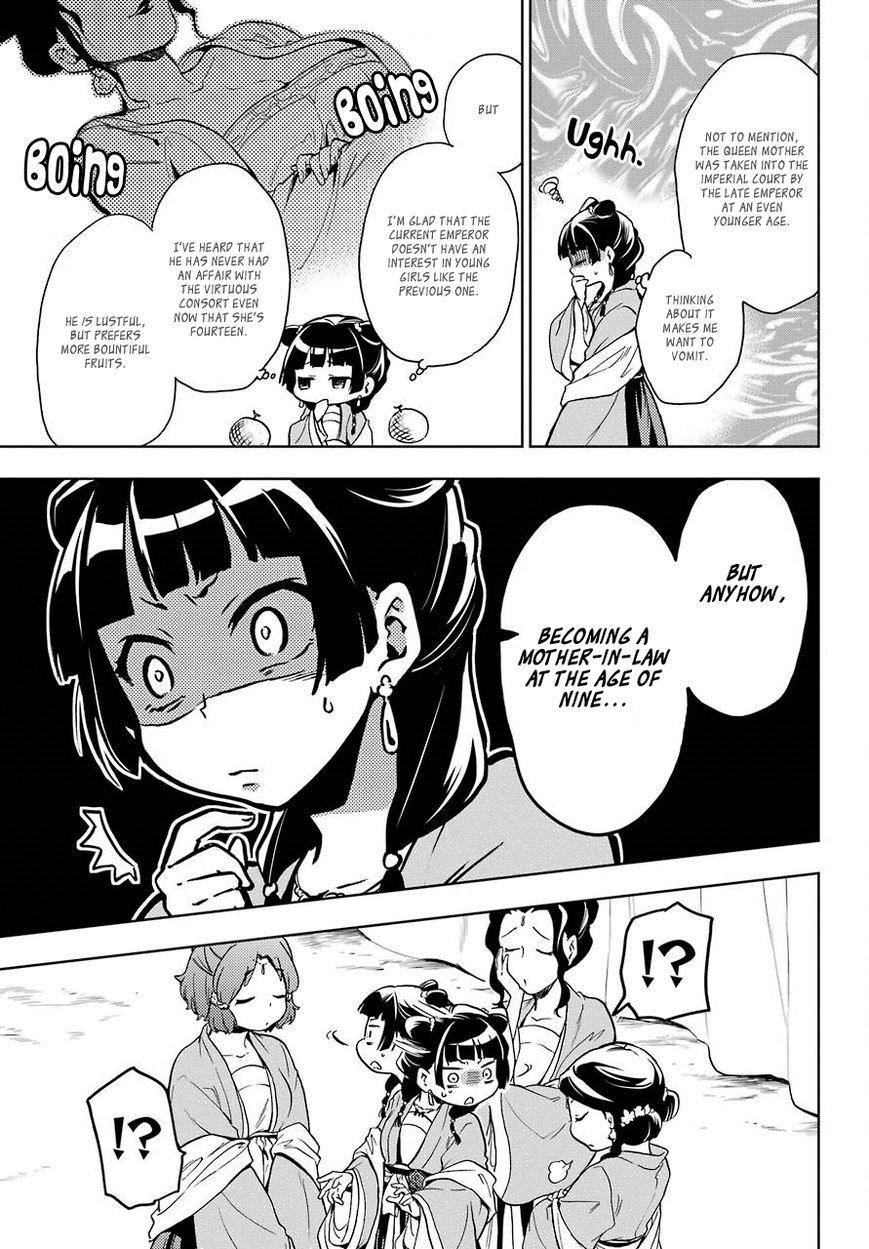 NOT TO MENTION,
THE QUEEN MOTHER
WAS TAKEN INTO THE
IMPERIAL COURT BY
THE LATE EMPEROR
AT AN EVEN
YOUNGER AGE.
Ughh.
THINKING
ABOUT IT
MAKES ME
WANT TO
VOMIT.
BUT
BOing
BOing
I'M GLAD THAT THE
CURRENT EMPEROR
DOESN'T HAVE AN
INTEREST IN YOUNG
GIRLS LIKE THE
PREVIOUS ONE.
I'VE HEARD THAT
HE HAS NEVER HAD
AN AFFAIR WITH
THE VIRTUOUS
CONSORT EVEN
NOW THAT SHE'S
FOURTEEN.
HE IS LUSTFUL,
BUT PREFERS
MORE BOUNTIFUL
FRUITS.
BUT
ANYHOW,
BECOMING A
MOTHER-IN-LAW
AT THE AGE OF
NINE...
!?
!?